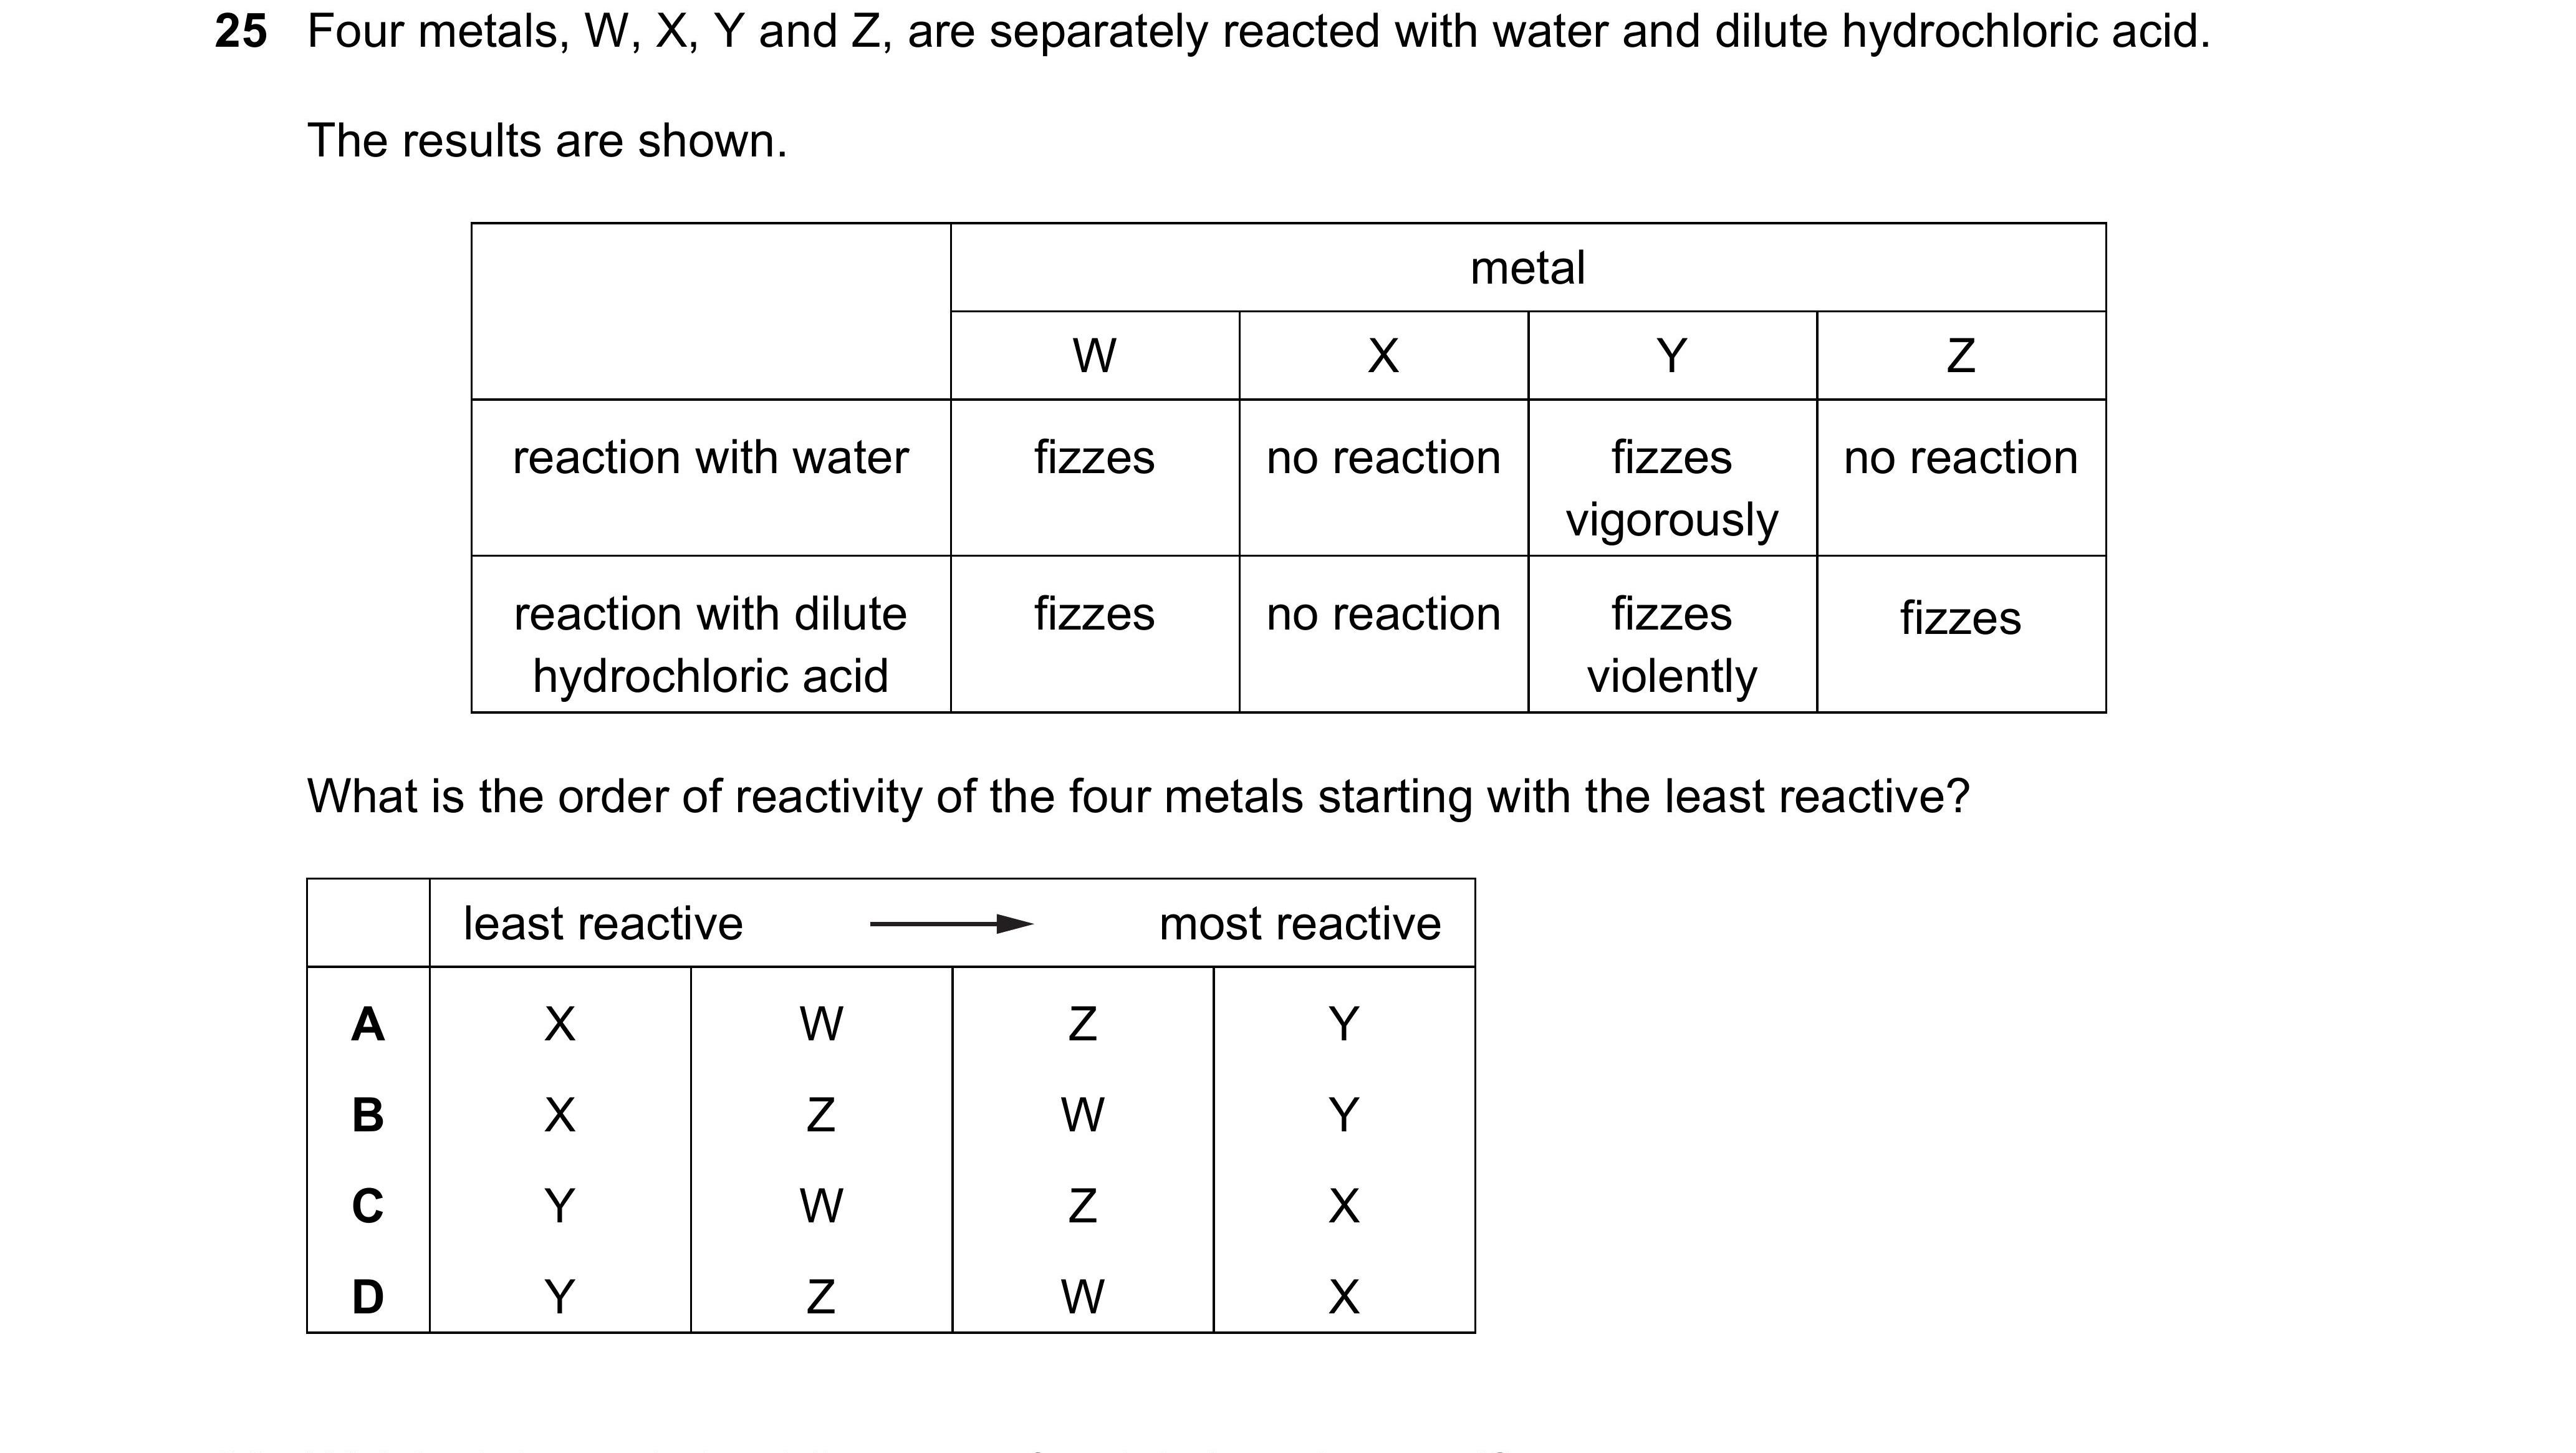 25 Four metals, W, X, Y and Z, are separately reacted with water and dilute hydrochloric acid.
The results are shown.
metal
W X Y Z
reaction with water fizzes no reaction fizzes no reaction
vigorously
reaction with dilute fizzes no reaction fizzes fizzes
hydrochloric acid violently
What is the order of reactivity of the four metals starting with the least reactive?
least reactive most reactive
A X W Z Y
B X Z W Y
C Y W Z X
D Y Z W X